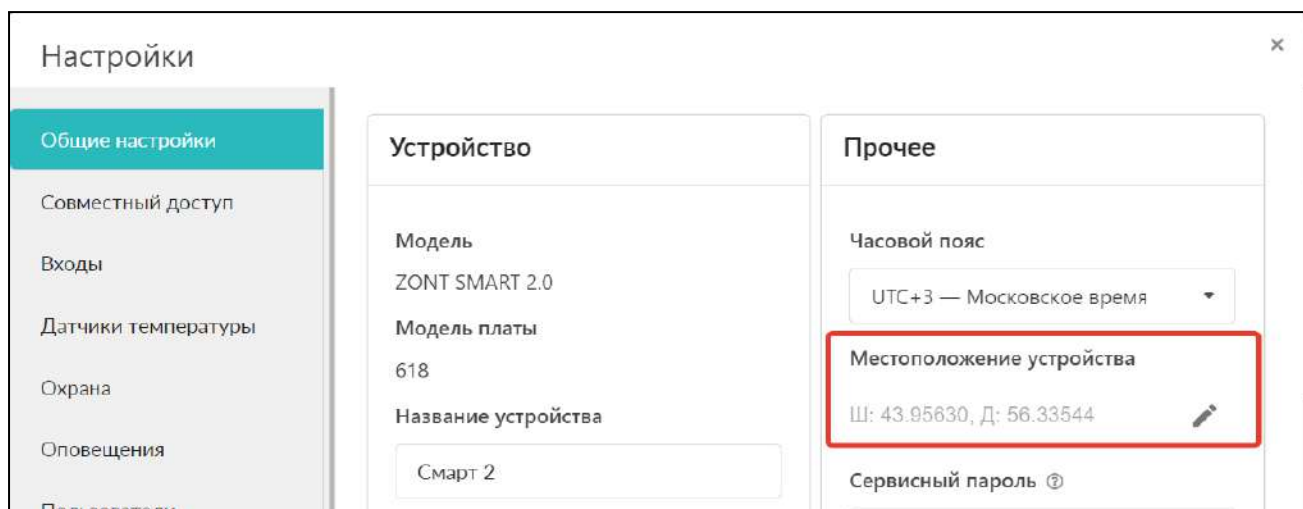 Настройки
×
Общие настройки
Совместный доступ
Входы
Датчики температуры
Охрана
Оповещения
Устройство
Модель
ZONT SMART 2.0
Модель платы
618
Название устройства
Смарт 2
Прочее
Часовой пояс
UTC+3 — Московское время
Местоположение устройства
Ш: 43.95630, Д: 56.33544
Сервисный пароль ?